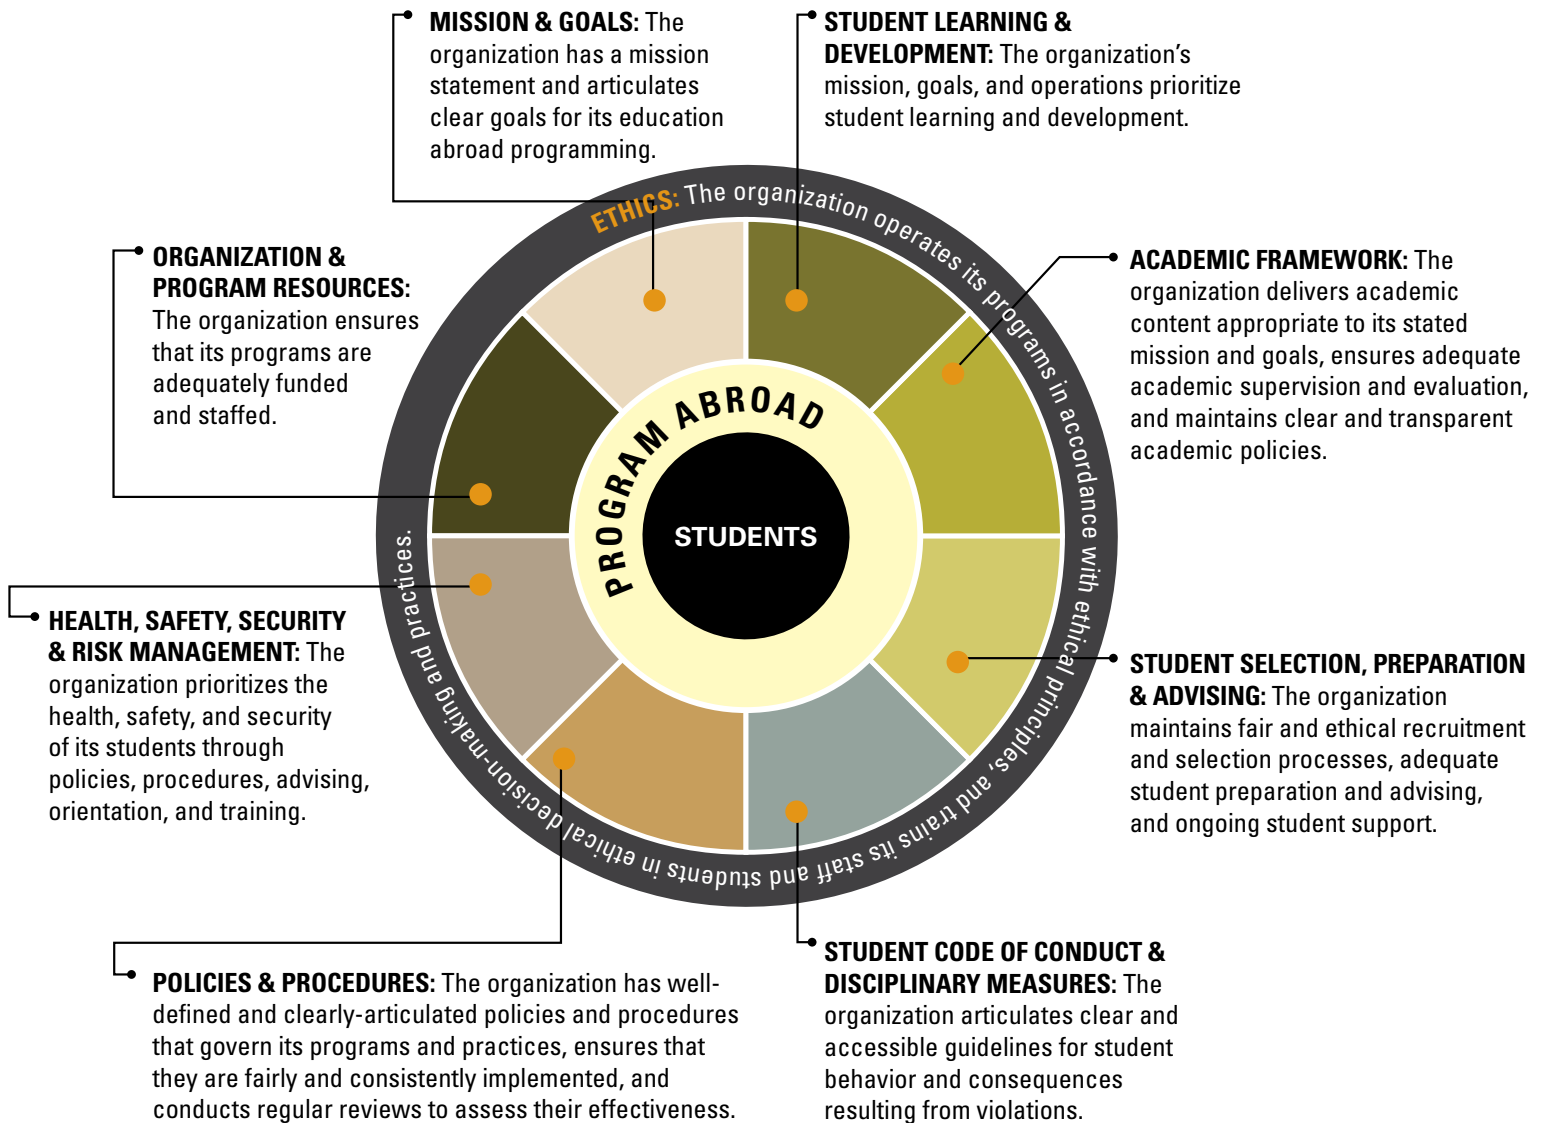 MISSION & GOALS: The
organization has a mission
statement and articulates
clear goals for its education
abroad programming.
STUDENT LEARNING &
DEVELOPMENT: The organization’s
mission, goals, and operations prioritize
student learning and development.
ORGANIZATION &
PROGRAM RESOURCES:
The organization ensures
that its programs are
adequately funded
and staffed.
ETHICS: The organization operates its programs in accordance with ethical principles, and trains its staff and students in ethical decision-making and practices.
ACADEMIC FRAMEWORK: The
organization delivers academic
content appropriate to its stated
mission and goals, ensures adequate
academic supervision and evaluation,
and maintains clear and transparent
academic policies.
PROGRAM ABROAD
STUDENTS
HEALTH, SAFETY, SECURITY
& RISK MANAGEMENT: The
organization prioritizes the
health, safety, and security
of its students through
policies, procedures, advising,
orientation, and training.
STUDENT SELECTION, PREPARATION
& ADVISING: The organization
maintains fair and ethical recruitment
and selection processes, adequate
student preparation and advising,
and ongoing student support.
POLICIES & PROCEDURES: The organization has well-
defined and clearly-articulated policies and procedures
that govern its programs and practices, ensures that
they are fairly and consistently implemented, and
conducts regular reviews to assess their effectiveness.
STUDENT CODE OF CONDUCT &
DISCIPLINARY MEASURES: The
organization articulates clear and
accessible guidelines for student
behavior and consequences
resulting from violations.